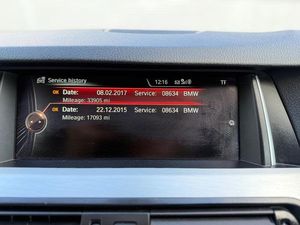 Service history 12:16 TF
OK Date: 08.02.2017 Service: 08634 BMW
Mileage: 33905 mi
OK Date: 22.12.2015 Service: 08634 BMW
Mileage: 17093 mi